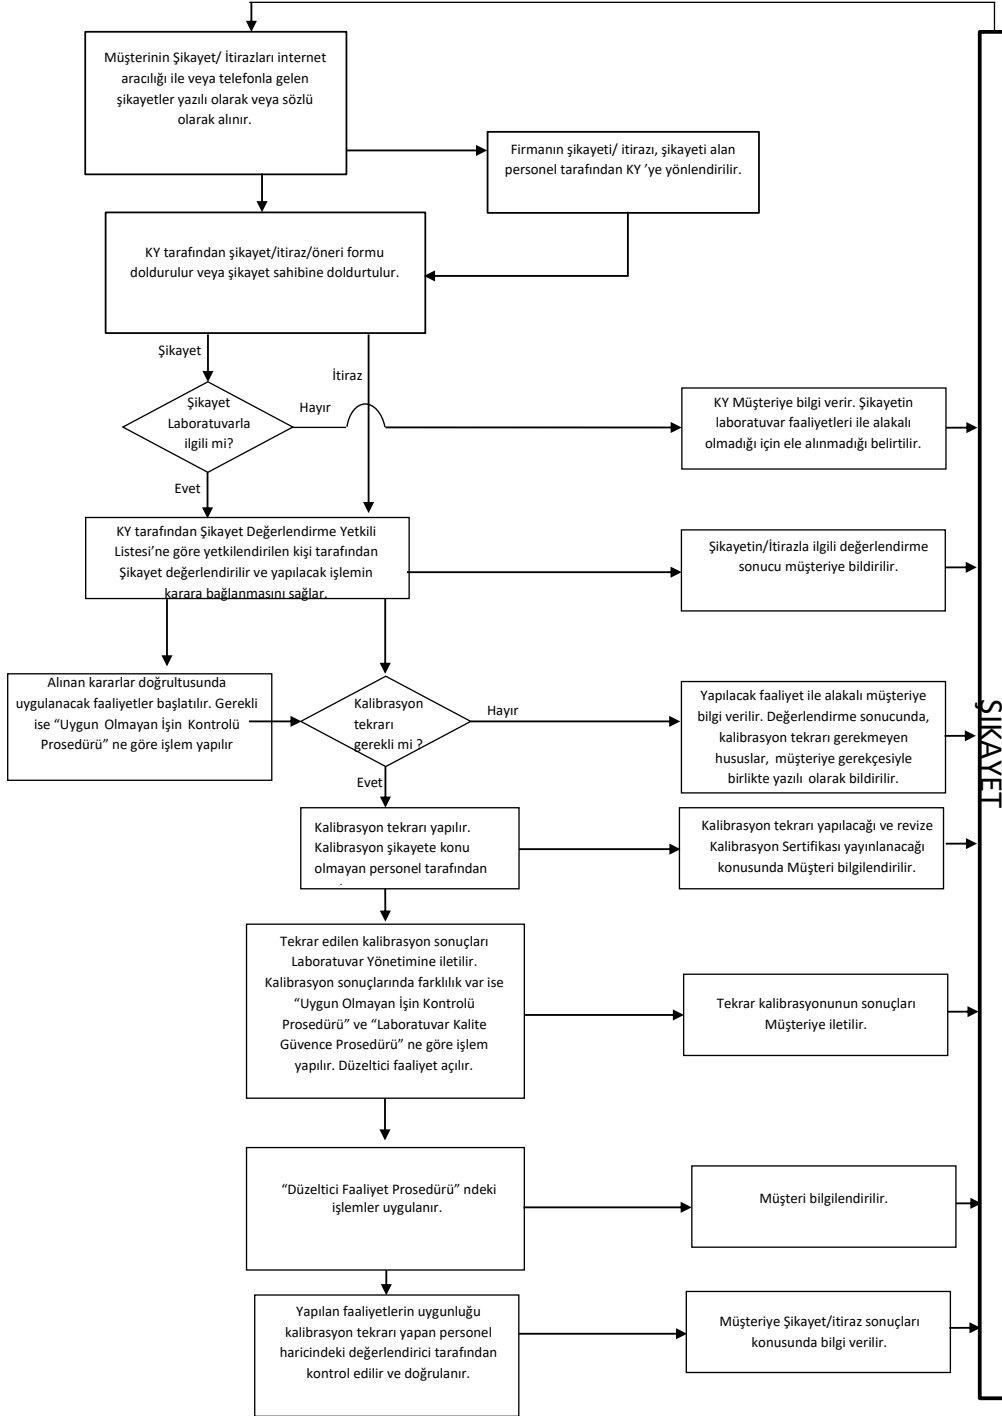 Müşterinin Şikayet/ İtirazları internet
aracılığı ile veya telefonla gelen
şikayetler yazılı olarak veya sözlü
olarak alınır.
Firmanın şikayeti/ itirazı, şikayeti alan
personel tarafından KY ’ye yönlendirilir.
KY tarafından şikayet/itiraz/öneri formu
doldurulur veya şikayet sahibine doldurtulur.
Şikayet
İtiraz
Şikayet
Laboratuvarla
ilgili mi?
Hayır
KY Müşteriye bilgi verir. Şikayetin
laboratuvar faaliyetleri ile alakalı
olmadığı için ele alınmadığı belirtilir.
Evet
KY tarafından Şikayet Değerlendirme Yetkili
Listesi’ne göre yetkilendirilen kişi tarafından
Şikayet değerlendirilir ve yapılacak işlemin
karara bağlanmasını sağlar.
Şikayetin/İtirazla ilgili değerlendirme
sonucu müşteriye bildirilir.
Alınan kararlar doğrultusunda
uygulanacak faaliyetler başlatılır. Gerekli
ise “Uygun Olmayan İşin Kontrolü
Prosedürü” ne göre işlem yapılır
Kalibrasyon
tekrarı
gerekli mi ?
Hayır
Yapılacak faaliyet ile alakalı müşteriye
bilgi verilir. Değerlendirme sonucunda,
kalibrasyon tekrarı gerekmeyen
hususlar, müşteriye gerekçesiyle
birlikte yazılı olarak bildirilir.
ŞİKAYET
Evet
Kalibrasyon tekrarı yapılır.
Kalibrasyon şikayete konu
olmayan personel tarafından
Kalibrasyon tekrarı yapılacağı ve revize
Kalibrasyon Sertifikası yayınlanacağı
konusunda Müşteri bilgilendirilir.
Tekrar edilen kalibrasyon sonuçları
Laboratuvar Yönetimine iletilir.
Kalibrasyon sonuçlarında farklılık var ise
“Uygun Olmayan İşin Kontrolü
Prosedürü” ve “Laboratuvar Kalite
Güvence Prosedürü” ne göre işlem
yapılır. Düzeltici faaliyet açılır.
Tekrar kalibrasyonunun sonuçları
Müşteriye iletilir.
“Düzeltici Faaliyet Prosedürü” ndeki
işlemler uygulanır.
Müşteri bilgilendirilir.
Yapılan faaliyetlerin uygunluğu
kalibrasyon tekrarı yapan personel
haricindeki değerlendirici tarafından
kontrol edilir ve doğrulanır.
Müşteriye Şikayet/itiraz sonuçları
konusunda bilgi verilir.